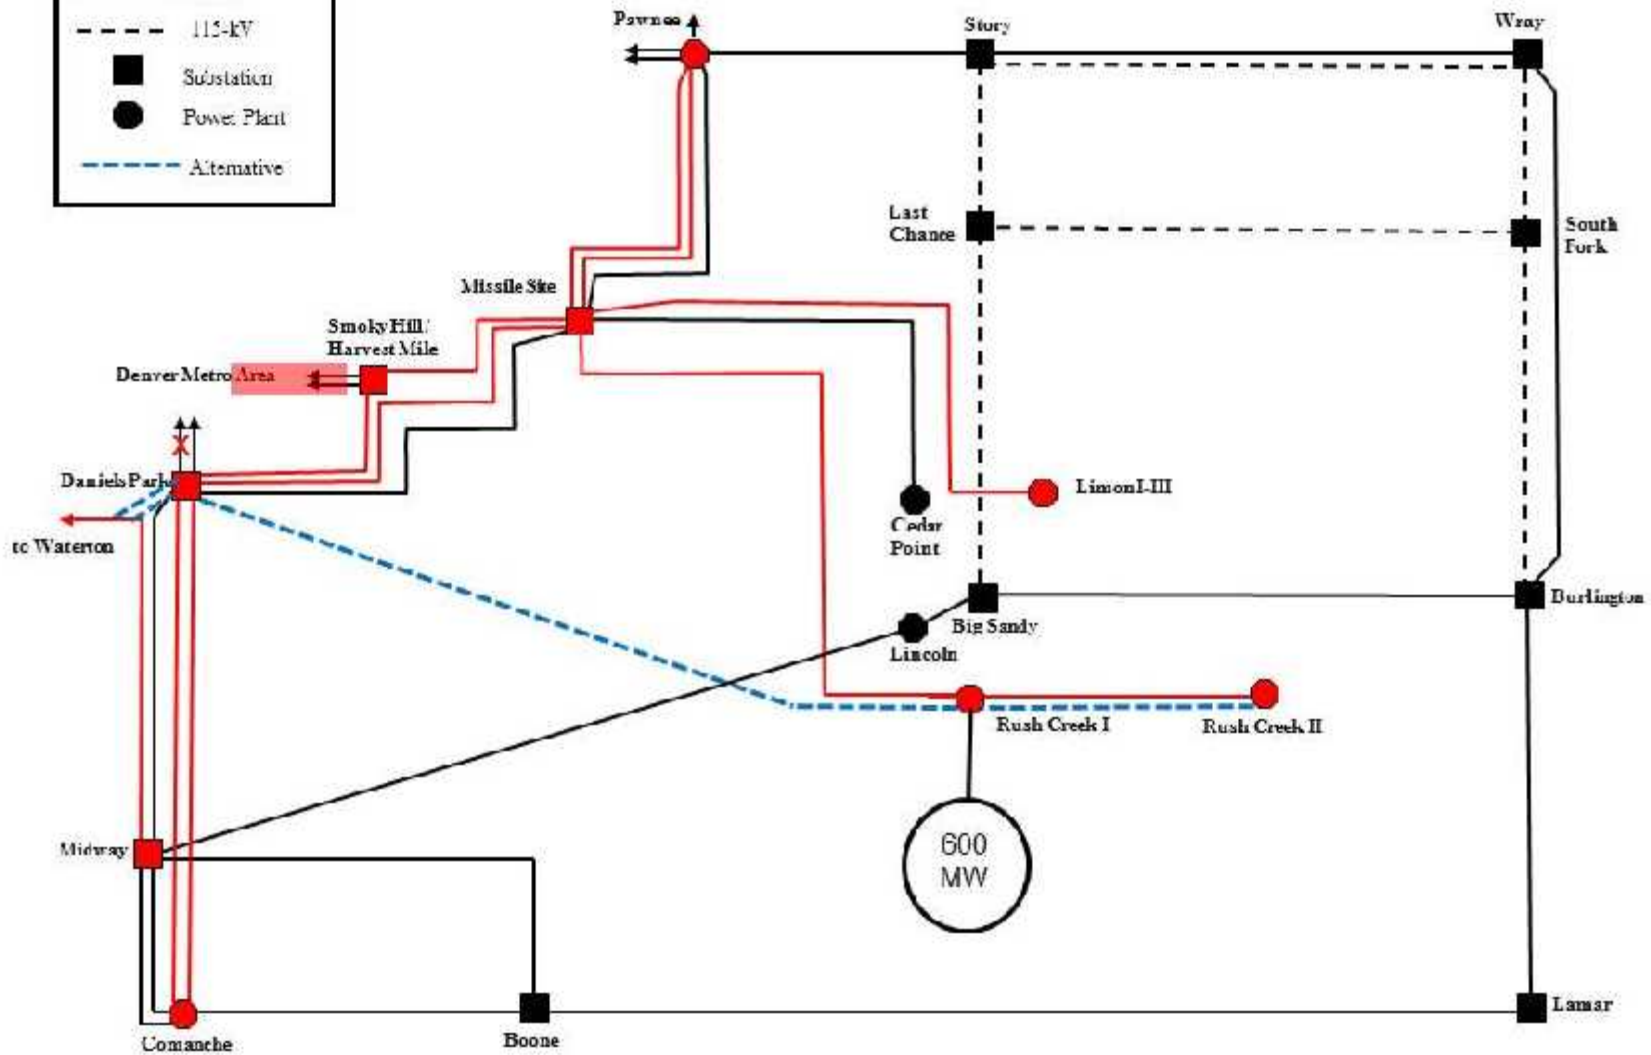 115-kV
Substation
Power Plant
Alternative
Pawnee
Story
Wray
Last
Chance
South
Fork
Missile Site
Smoky Hill/
Harvest Mile
Denver Metro Area
X
Daniels Park
to Waterton
Limon I-III
Cedar
Point
Big Sandy
Burlington
Lincoln
Rush Creek I
Rush Creek II
600
MW
Midway
Comanche
Boone
Lamar